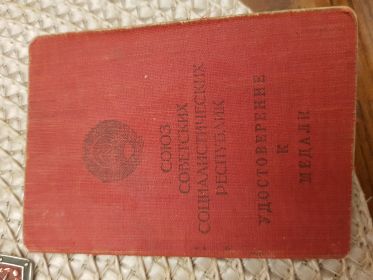 СОЮЗ
СОВЕТСКИХ
СОЦИАЛИСТИЧЕСКИХ
РЕСПУБЛИК
УДОСТОВЕРЕНИЕ
К
МЕДАЛИ